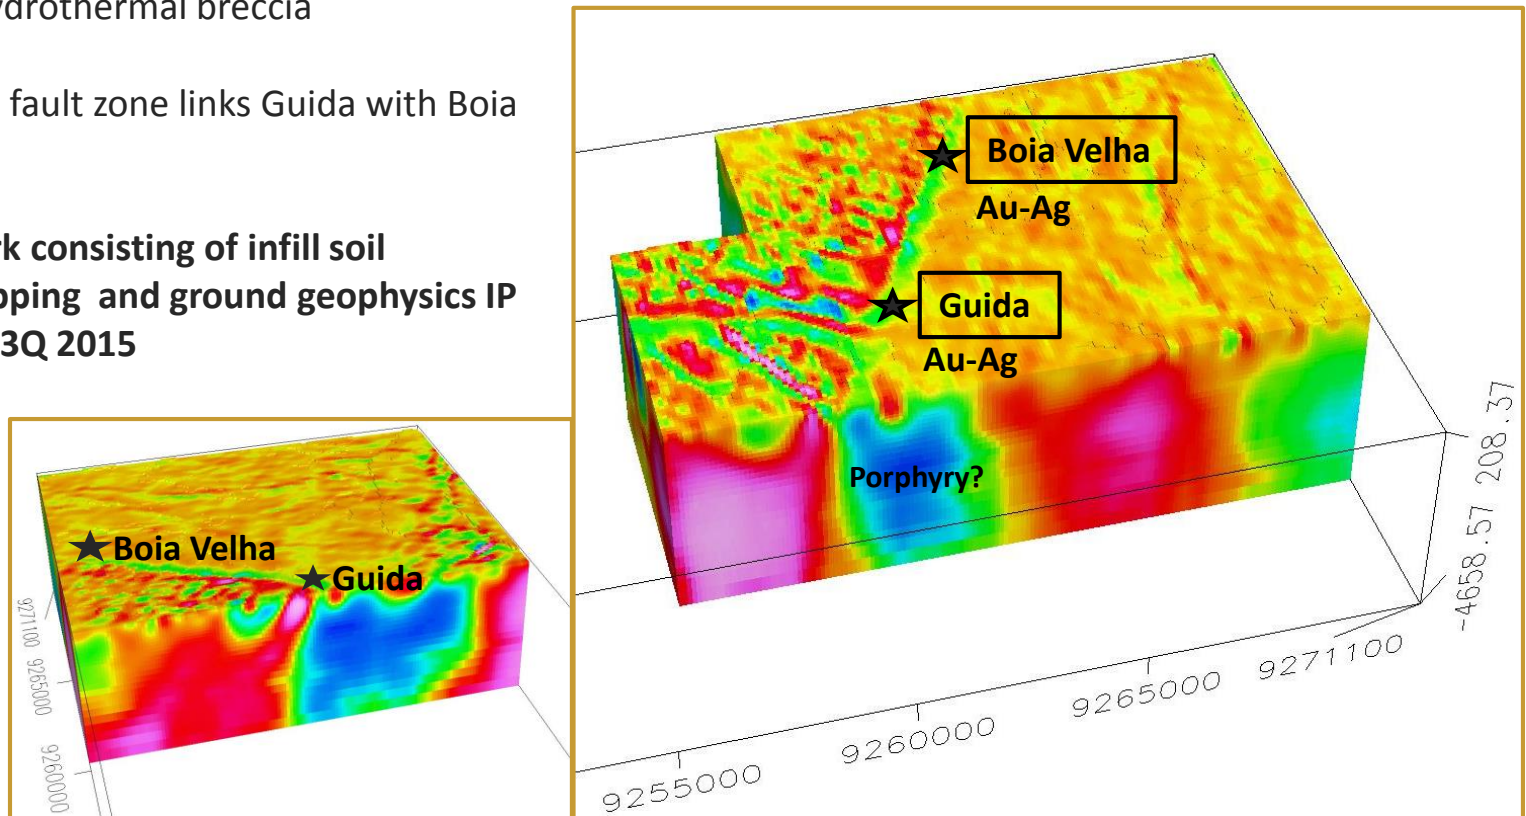 ydrothermal breccia
fault zone links Guida with Boia
rk consisting of infill soil
pping and ground geophysics IP
3Q 2015
Boia Velha
Au-Ag
Guida
Au-Ag
Porphyry?
208.37
-4658.57
9271100
9265000
9260000
9255000
Boia Velha
Guida
9271100
9265000
9260000